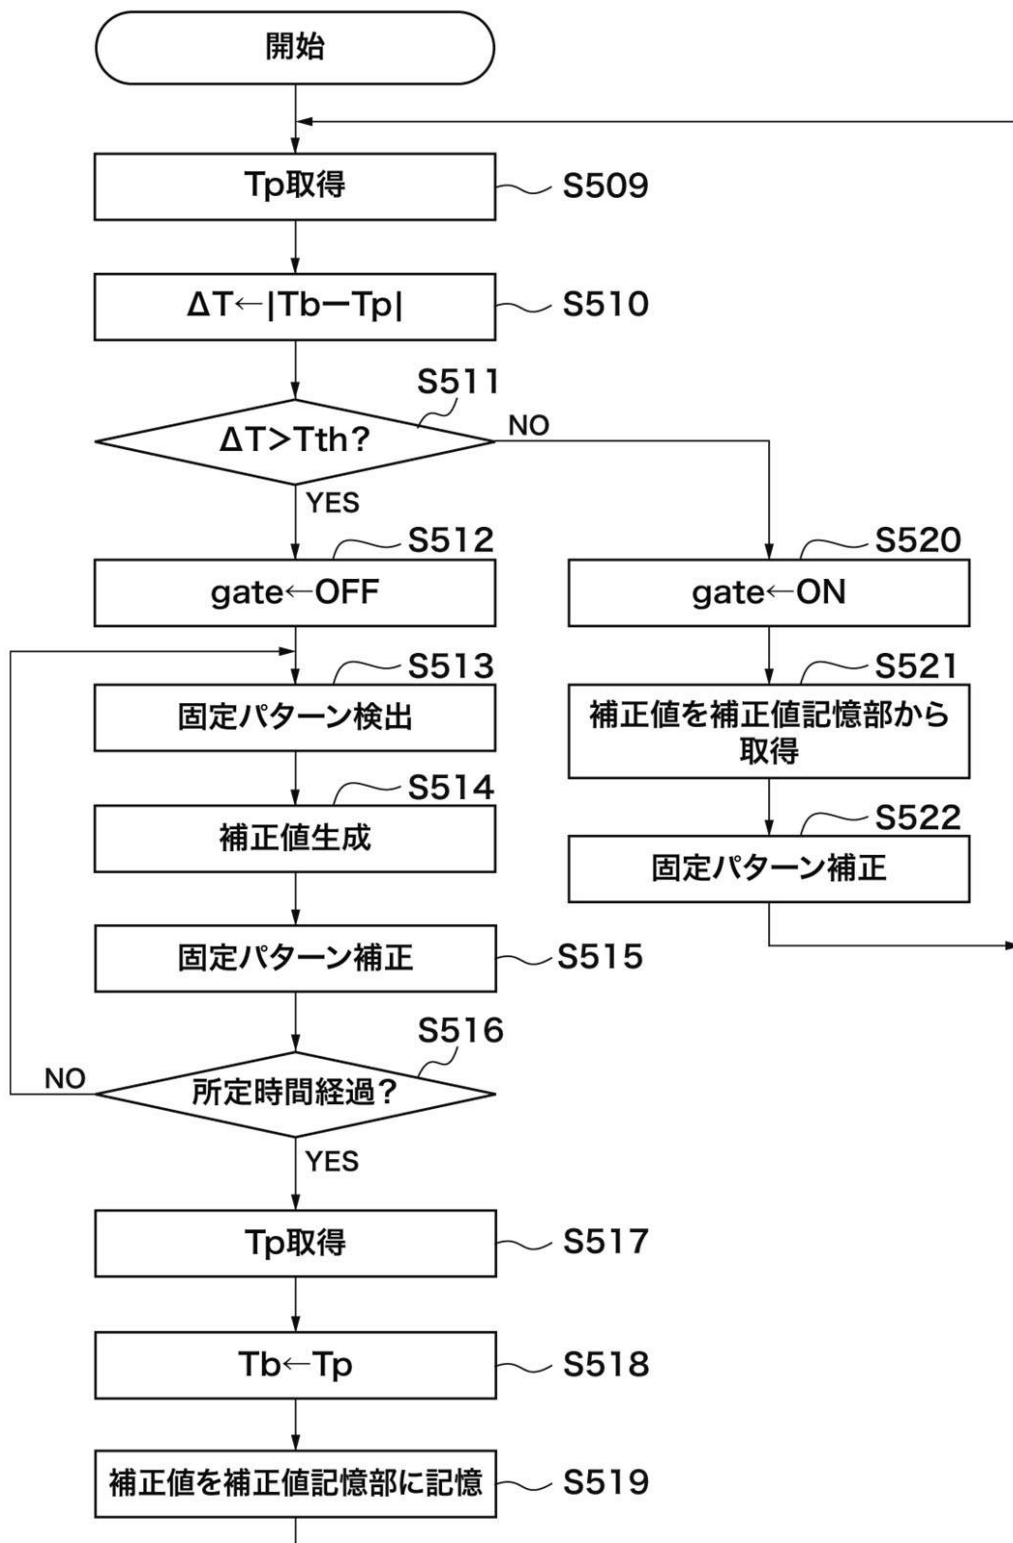 開始
Tp取得
S509
ΔT←|Tb−Tp|
S510
S511
ΔT>Tth?
NO
YES
S512
gate←OFF
S520
gate←ON
S513
固定パターン検出
S521
補正値を補正値記憶部から
取得
S514
補正値生成
S522
固定パターン補正
固定パターン補正
S515
S516
所定時間経過?
NO
YES
Tp取得
S517
Tb←Tp
S518
補正値を補正値記憶部に記憶
S519